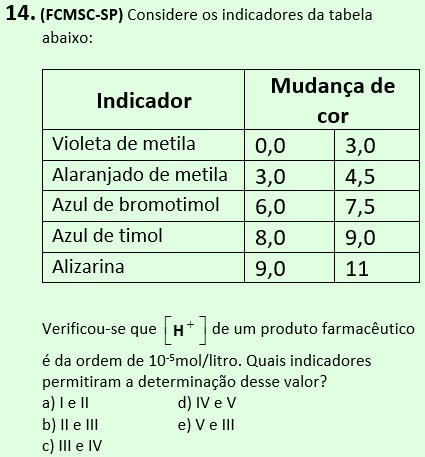 14. (FCMSC-SP) Considere os indicadores da tabela
abaixo:
Indicador Mudança de cor
Violeta de metila 0,0 3,0
Alaranjado de metila 3,0 4,5
Azul de bromotimol 6,0 7,5
Azul de timol 8,0 9,0
Alizarina 9,0 11
Verificou-se que [H⁺] de um produto farmacêutico
é da ordem de 10⁻⁵mol/litro. Quais indicadores
permitiram a determinação desse valor?
a) I e II d) IV e V
b) II e III e) V e III
c) III e IV